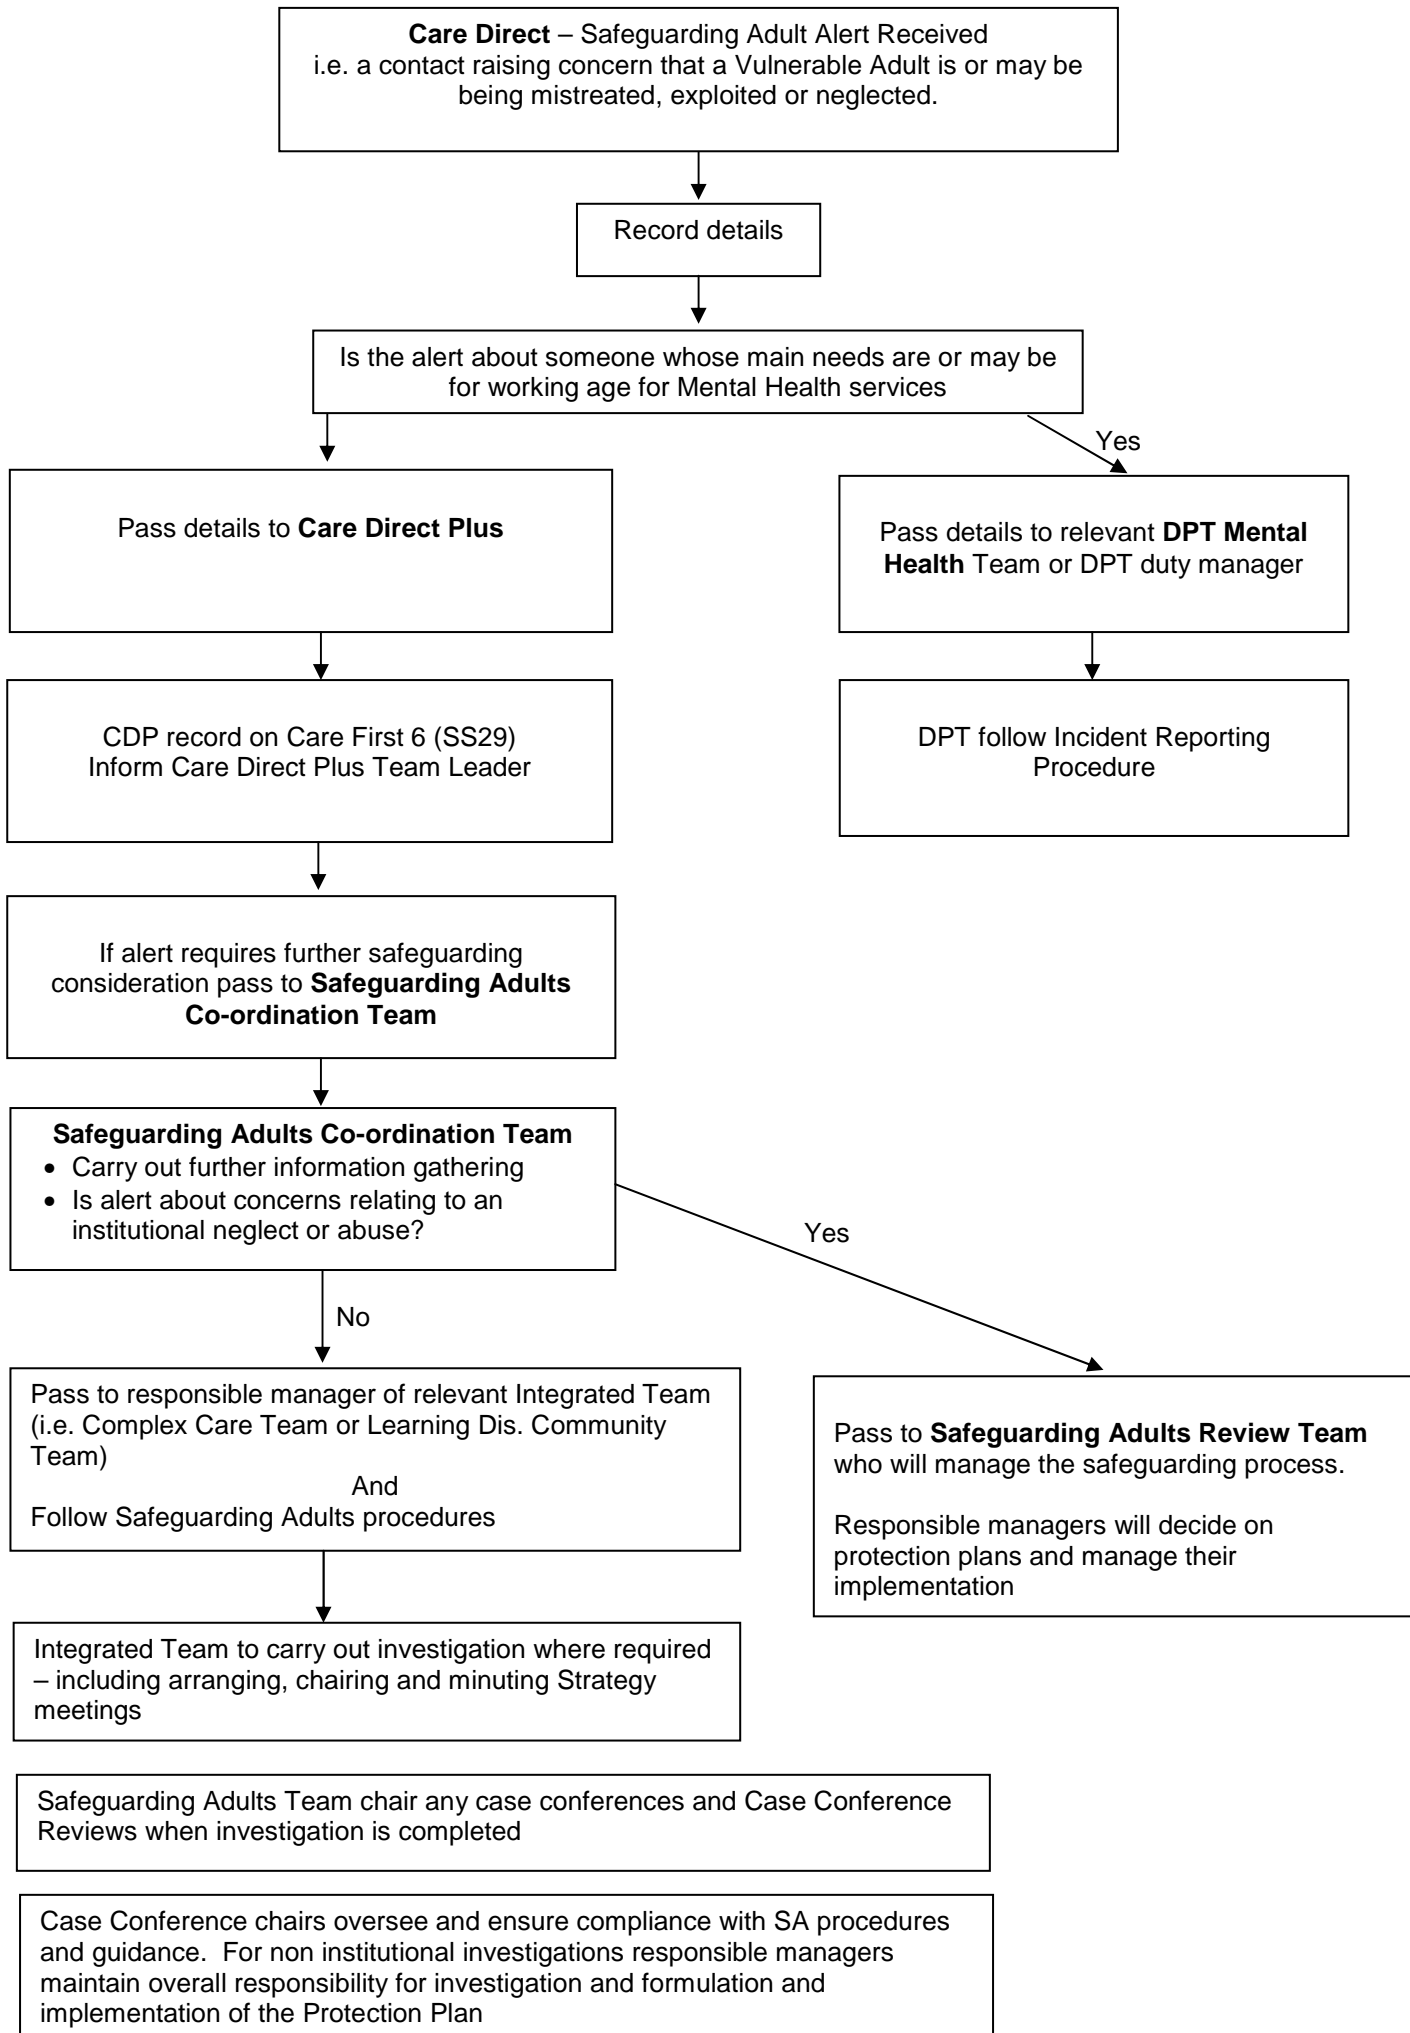 Care Direct – Safeguarding Adult Alert Received
i.e. a contact raising concern that a Vulnerable Adult is or may be
being mistreated, exploited or neglected.
Record details
Is the alert about someone whose main needs are or may be
for working age for Mental Health services
Yes
Pass details to Care Direct Plus
Pass details to relevant DPT Mental
Health Team or DPT duty manager
CDP record on Care First 6 (SS29)
Inform Care Direct Plus Team Leader
DPT follow Incident Reporting
Procedure
If alert requires further safeguarding
consideration pass to Safeguarding Adults
Co-ordination Team
Safeguarding Adults Co-ordination Team
• Carry out further information gathering
• Is alert about concerns relating to an
institutional neglect or abuse?
Yes
No
Pass to responsible manager of relevant Integrated Team
(i.e. Complex Care Team or Learning Dis. Community
Team)
And
Follow Safeguarding Adults procedures
Pass to Safeguarding Adults Review Team
who will manage the safeguarding process.
Responsible managers will decide on
protection plans and manage their
implementation
Integrated Team to carry out investigation where required
– including arranging, chairing and minuting Strategy
meetings
Safeguarding Adults Team chair any case conferences and Case Conference
Reviews when investigation is completed
Case Conference chairs oversee and ensure compliance with SA procedures
and guidance.  For non institutional investigations responsible managers
maintain overall responsibility for investigation and formulation and
implementation of the Protection Plan